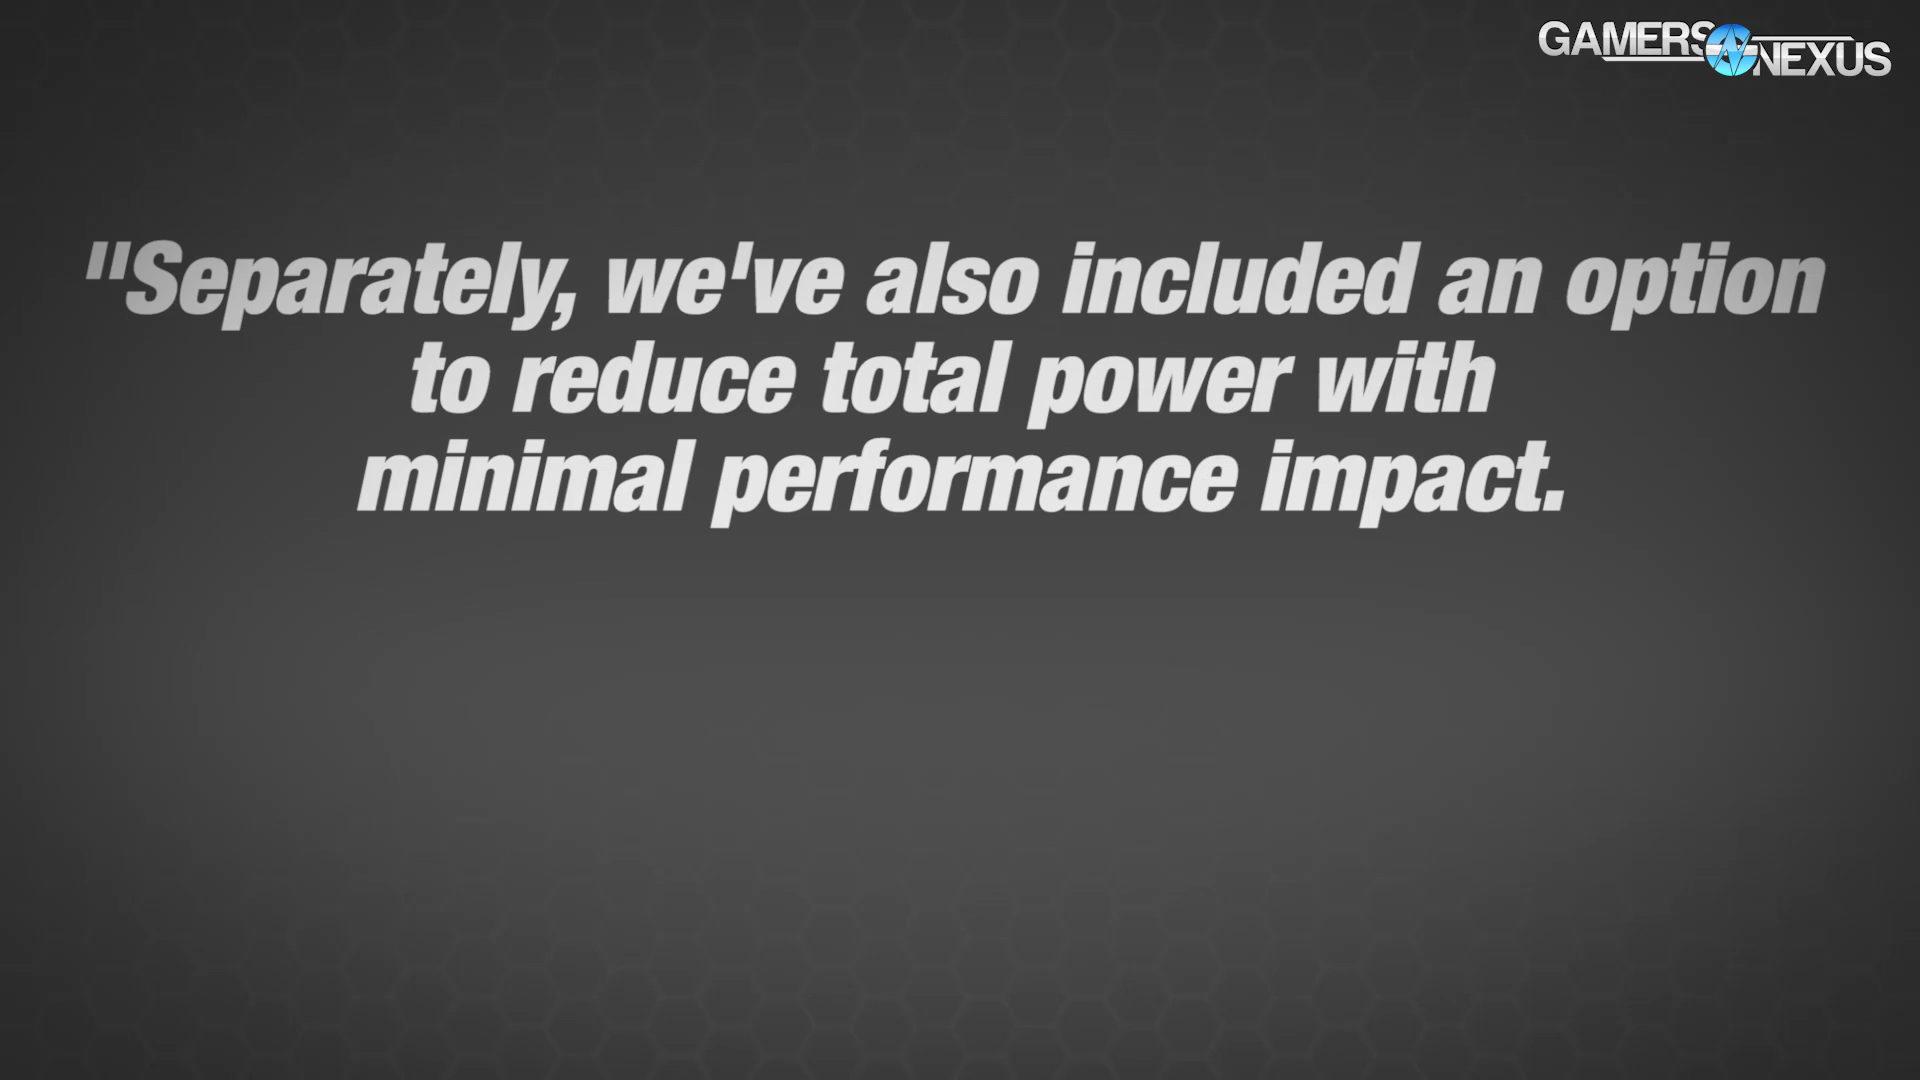 GAMERS NEXUS
"Separately, we've also included an option
to reduce total power with
minimal performance impact.